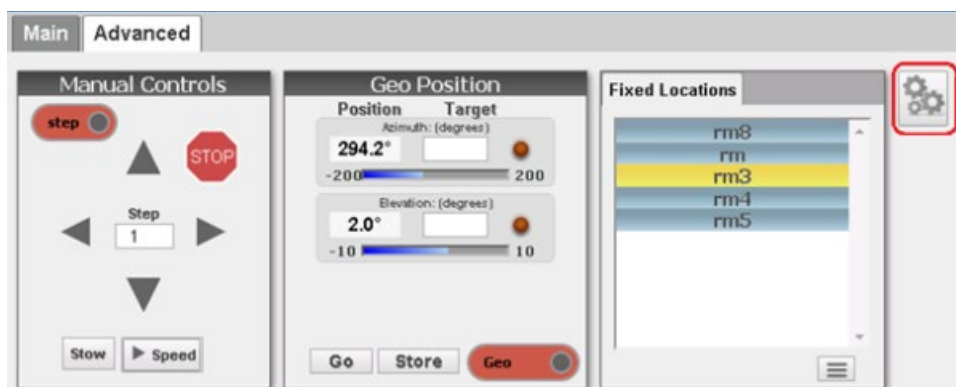 Main Advanced
Manual Controls
step
STOP
Step
1
Stow Speed
Geo Position
Position Target
Azimuth: (degrees)
294.2°
-200 200
Elevation: (degrees)
2.0°
-10 10
Go Store Geo
Fixed Locations
rm8
rm
rm3
rm4
rm5